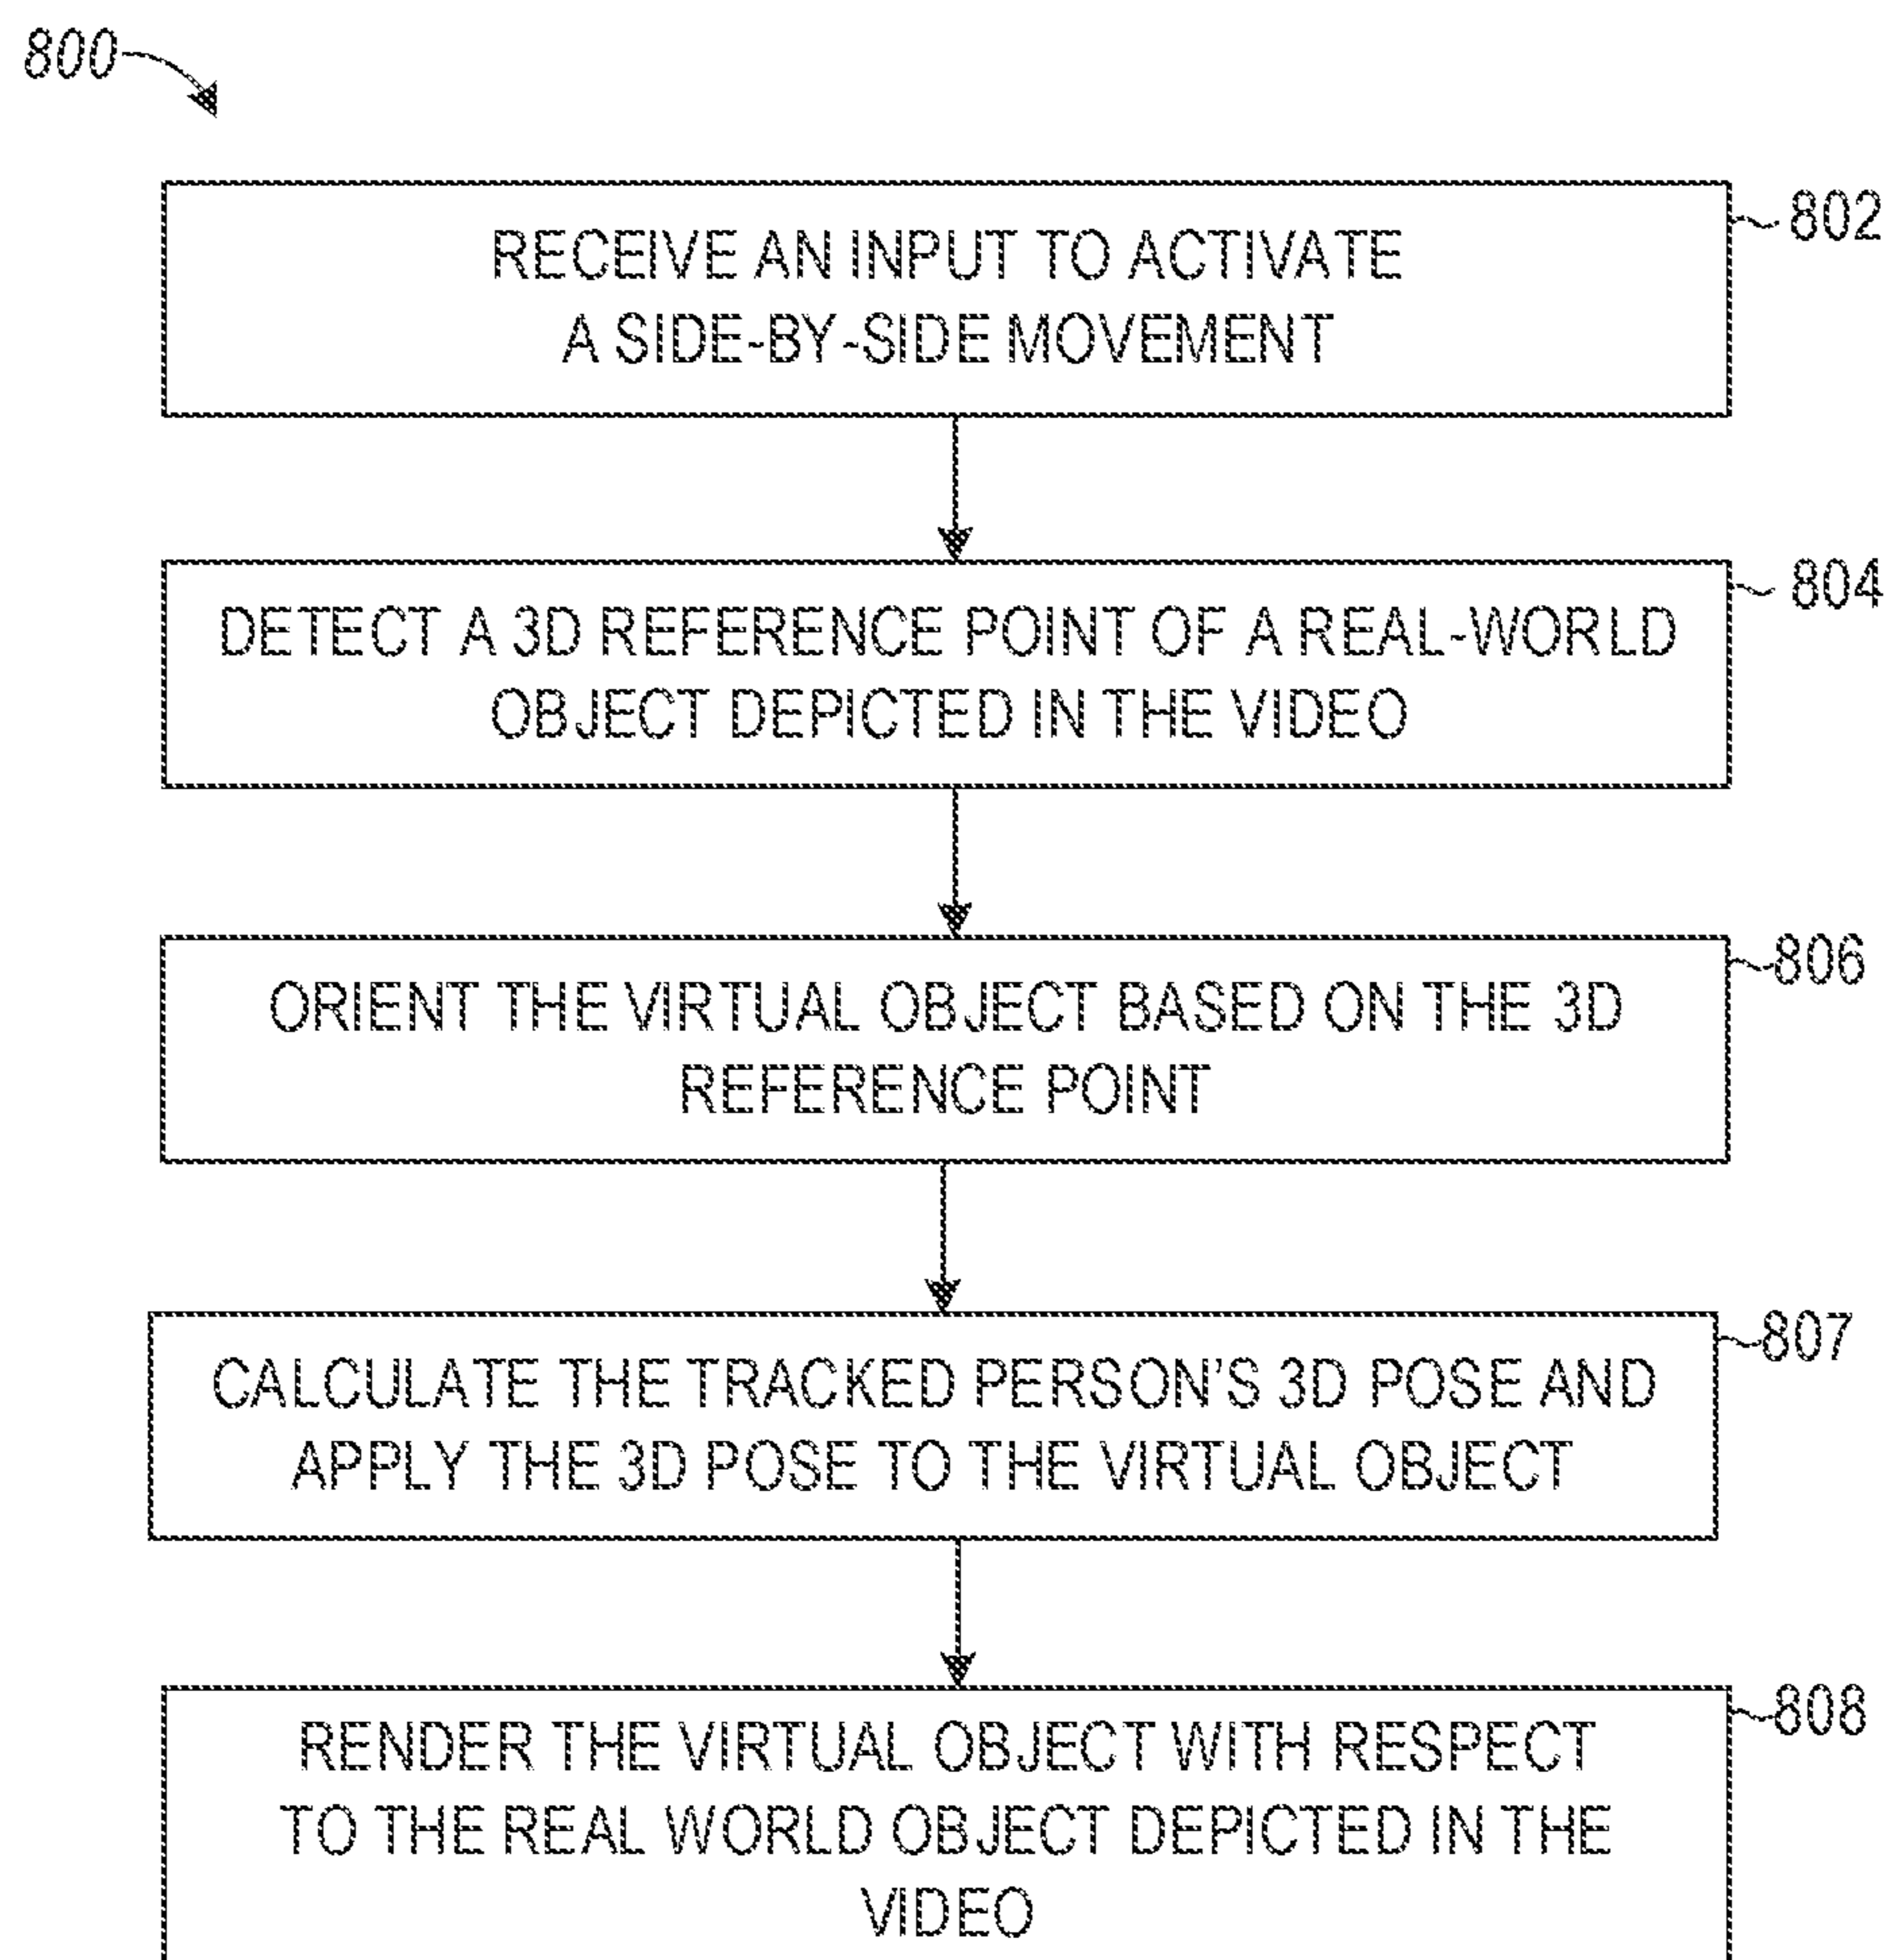 800
802
RECEIVE AN INPUT TO ACTIVATE
A SIDE-BY-SIDE MOVEMENT
804
DETECT A 3D REFERENCE POINT OF A REAL-WORLD
OBJECT DEPICTED IN THE VIDEO
806
ORIENT THE VIRTUAL OBJECT BASED ON THE 3D
REFERENCE POINT
807
CALCULATE THE TRACKED PERSON'S 3D POSE AND
APPLY THE 3D POSE TO THE VIRTUAL OBJECT
808
RENDER THE VIRTUAL OBJECT WITH RESPECT
TO THE REAL WORLD OBJECT DEPICTED IN THE
VIDEO